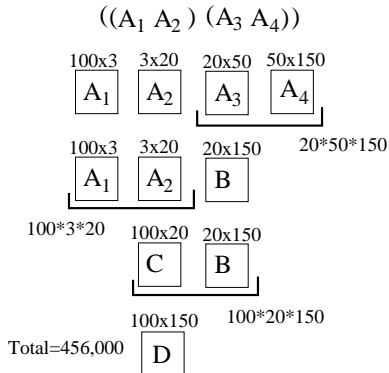 ((A₁ A₂) (A₃ A₄))
100x3 3x20 20x50 50x150
A₁ A₂ A₃ A₄
20*50*150
100x3 3x20 20x150
A₁ A₂ B
100*3*20
100x20 20x150
C B
100*20*150
100x150
Total=456,000 D